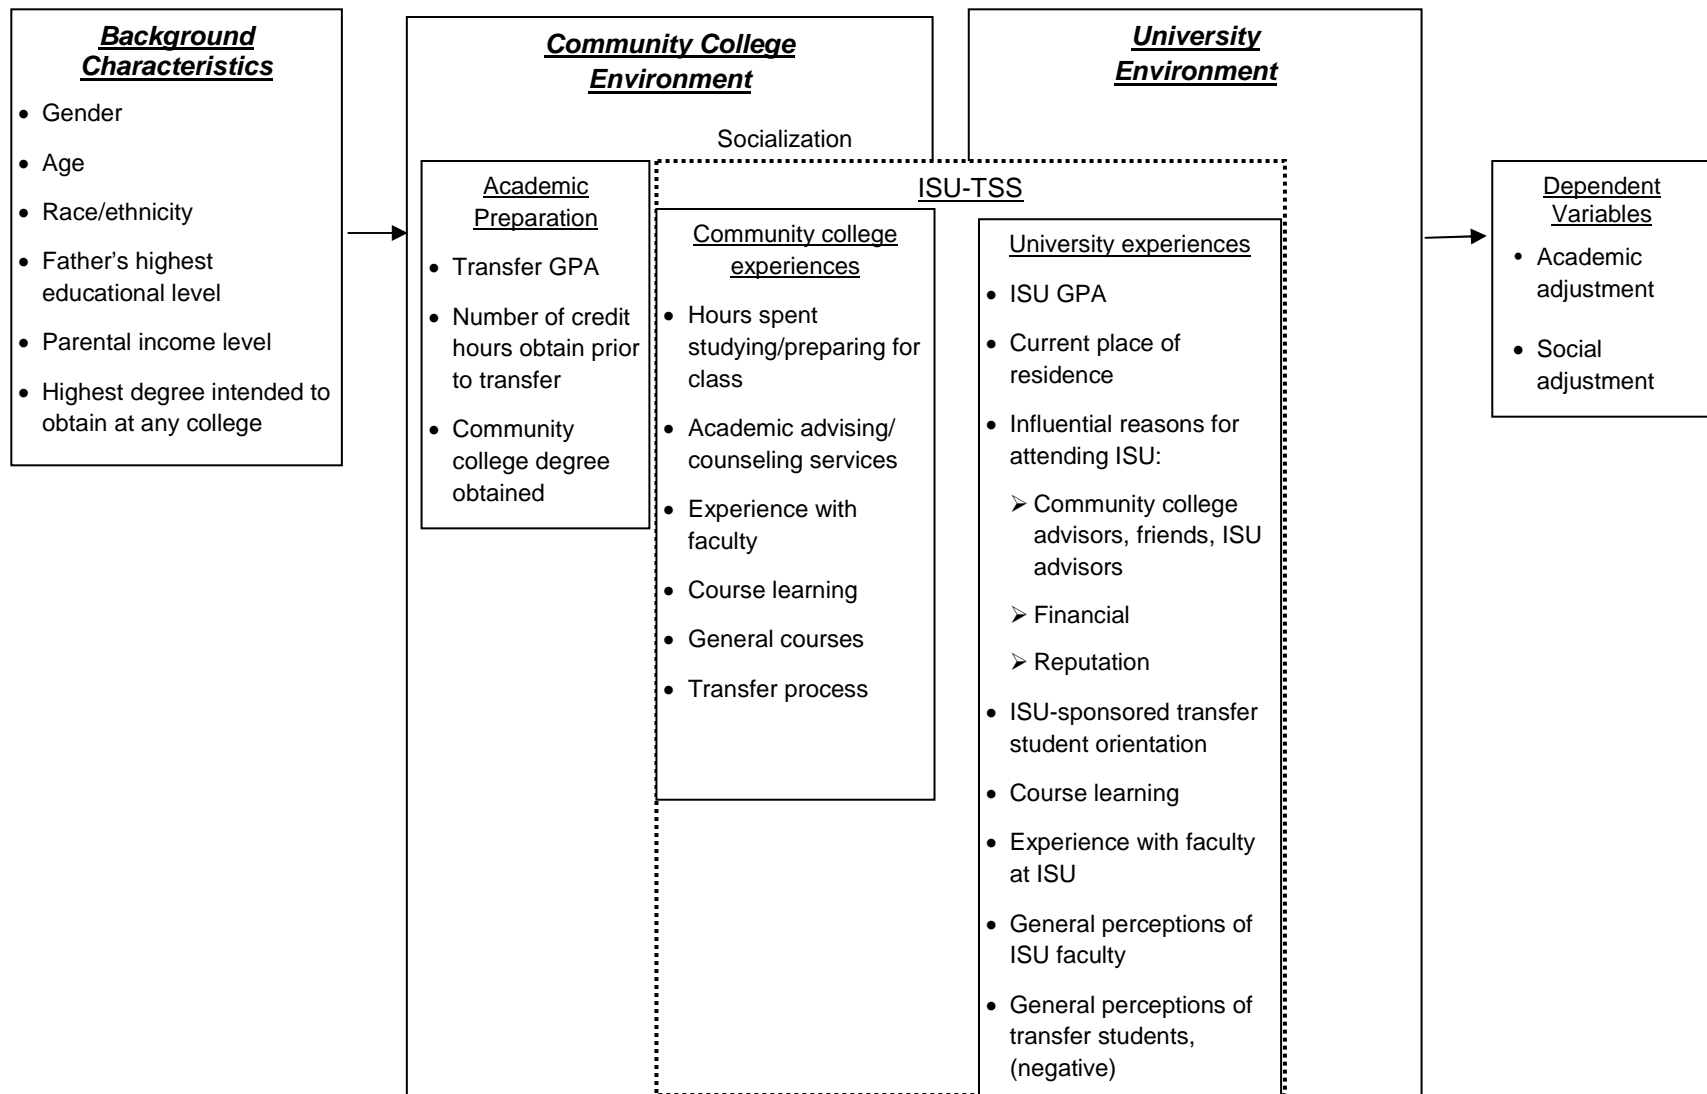 Background
Characteristics
• Gender
• Age
• Race/ethnicity
• Father’s highest
educational level
• Parental income level
• Highest degree intended to
obtain at any college
Community College
Environment
Socialization
Academic
Preparation
• Transfer GPA
• Number of credit
hours obtain prior
to transfer
• Community
college degree
obtained
ISU-TSS
Community college
experiences
• Hours spent
studying/preparing for
class
• Academic advising/
counseling services
• Experience with
faculty
• Course learning
• General courses
• Transfer process
University
Environment
University experiences
• ISU GPA
• Current place of
residence
• Influential reasons for
attending ISU:
➢ Community college
advisors, friends, ISU
advisors
➢ Financial
➢ Reputation
• ISU-sponsored transfer
student orientation
• Course learning
• Experience with faculty
at ISU
• General perceptions of
ISU faculty
• General perceptions of
transfer students,
(negative)
Dependent
Variables
• Academic
adjustment
• Social
adjustment